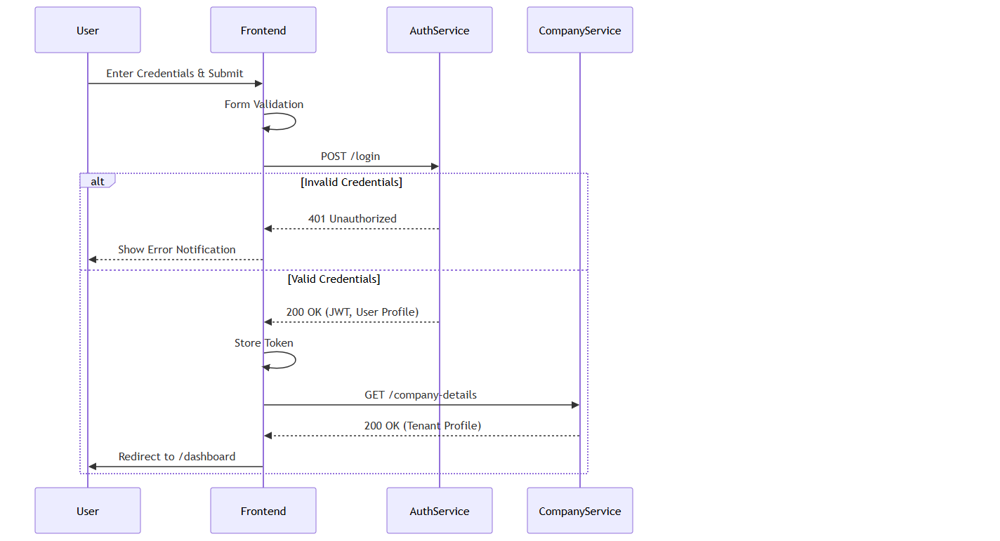 User
Frontend
AuthService
CompanyService
Enter Credentials & Submit
Form Validation
POST /login
alt
[Invalid Credentials]
401 Unauthorized
Show Error Notification
[Valid Credentials]
200 OK (JWT, User Profile)
Store Token
GET /company-details
200 OK (Tenant Profile)
Redirect to /dashboard
User
Frontend
AuthService
CompanyService